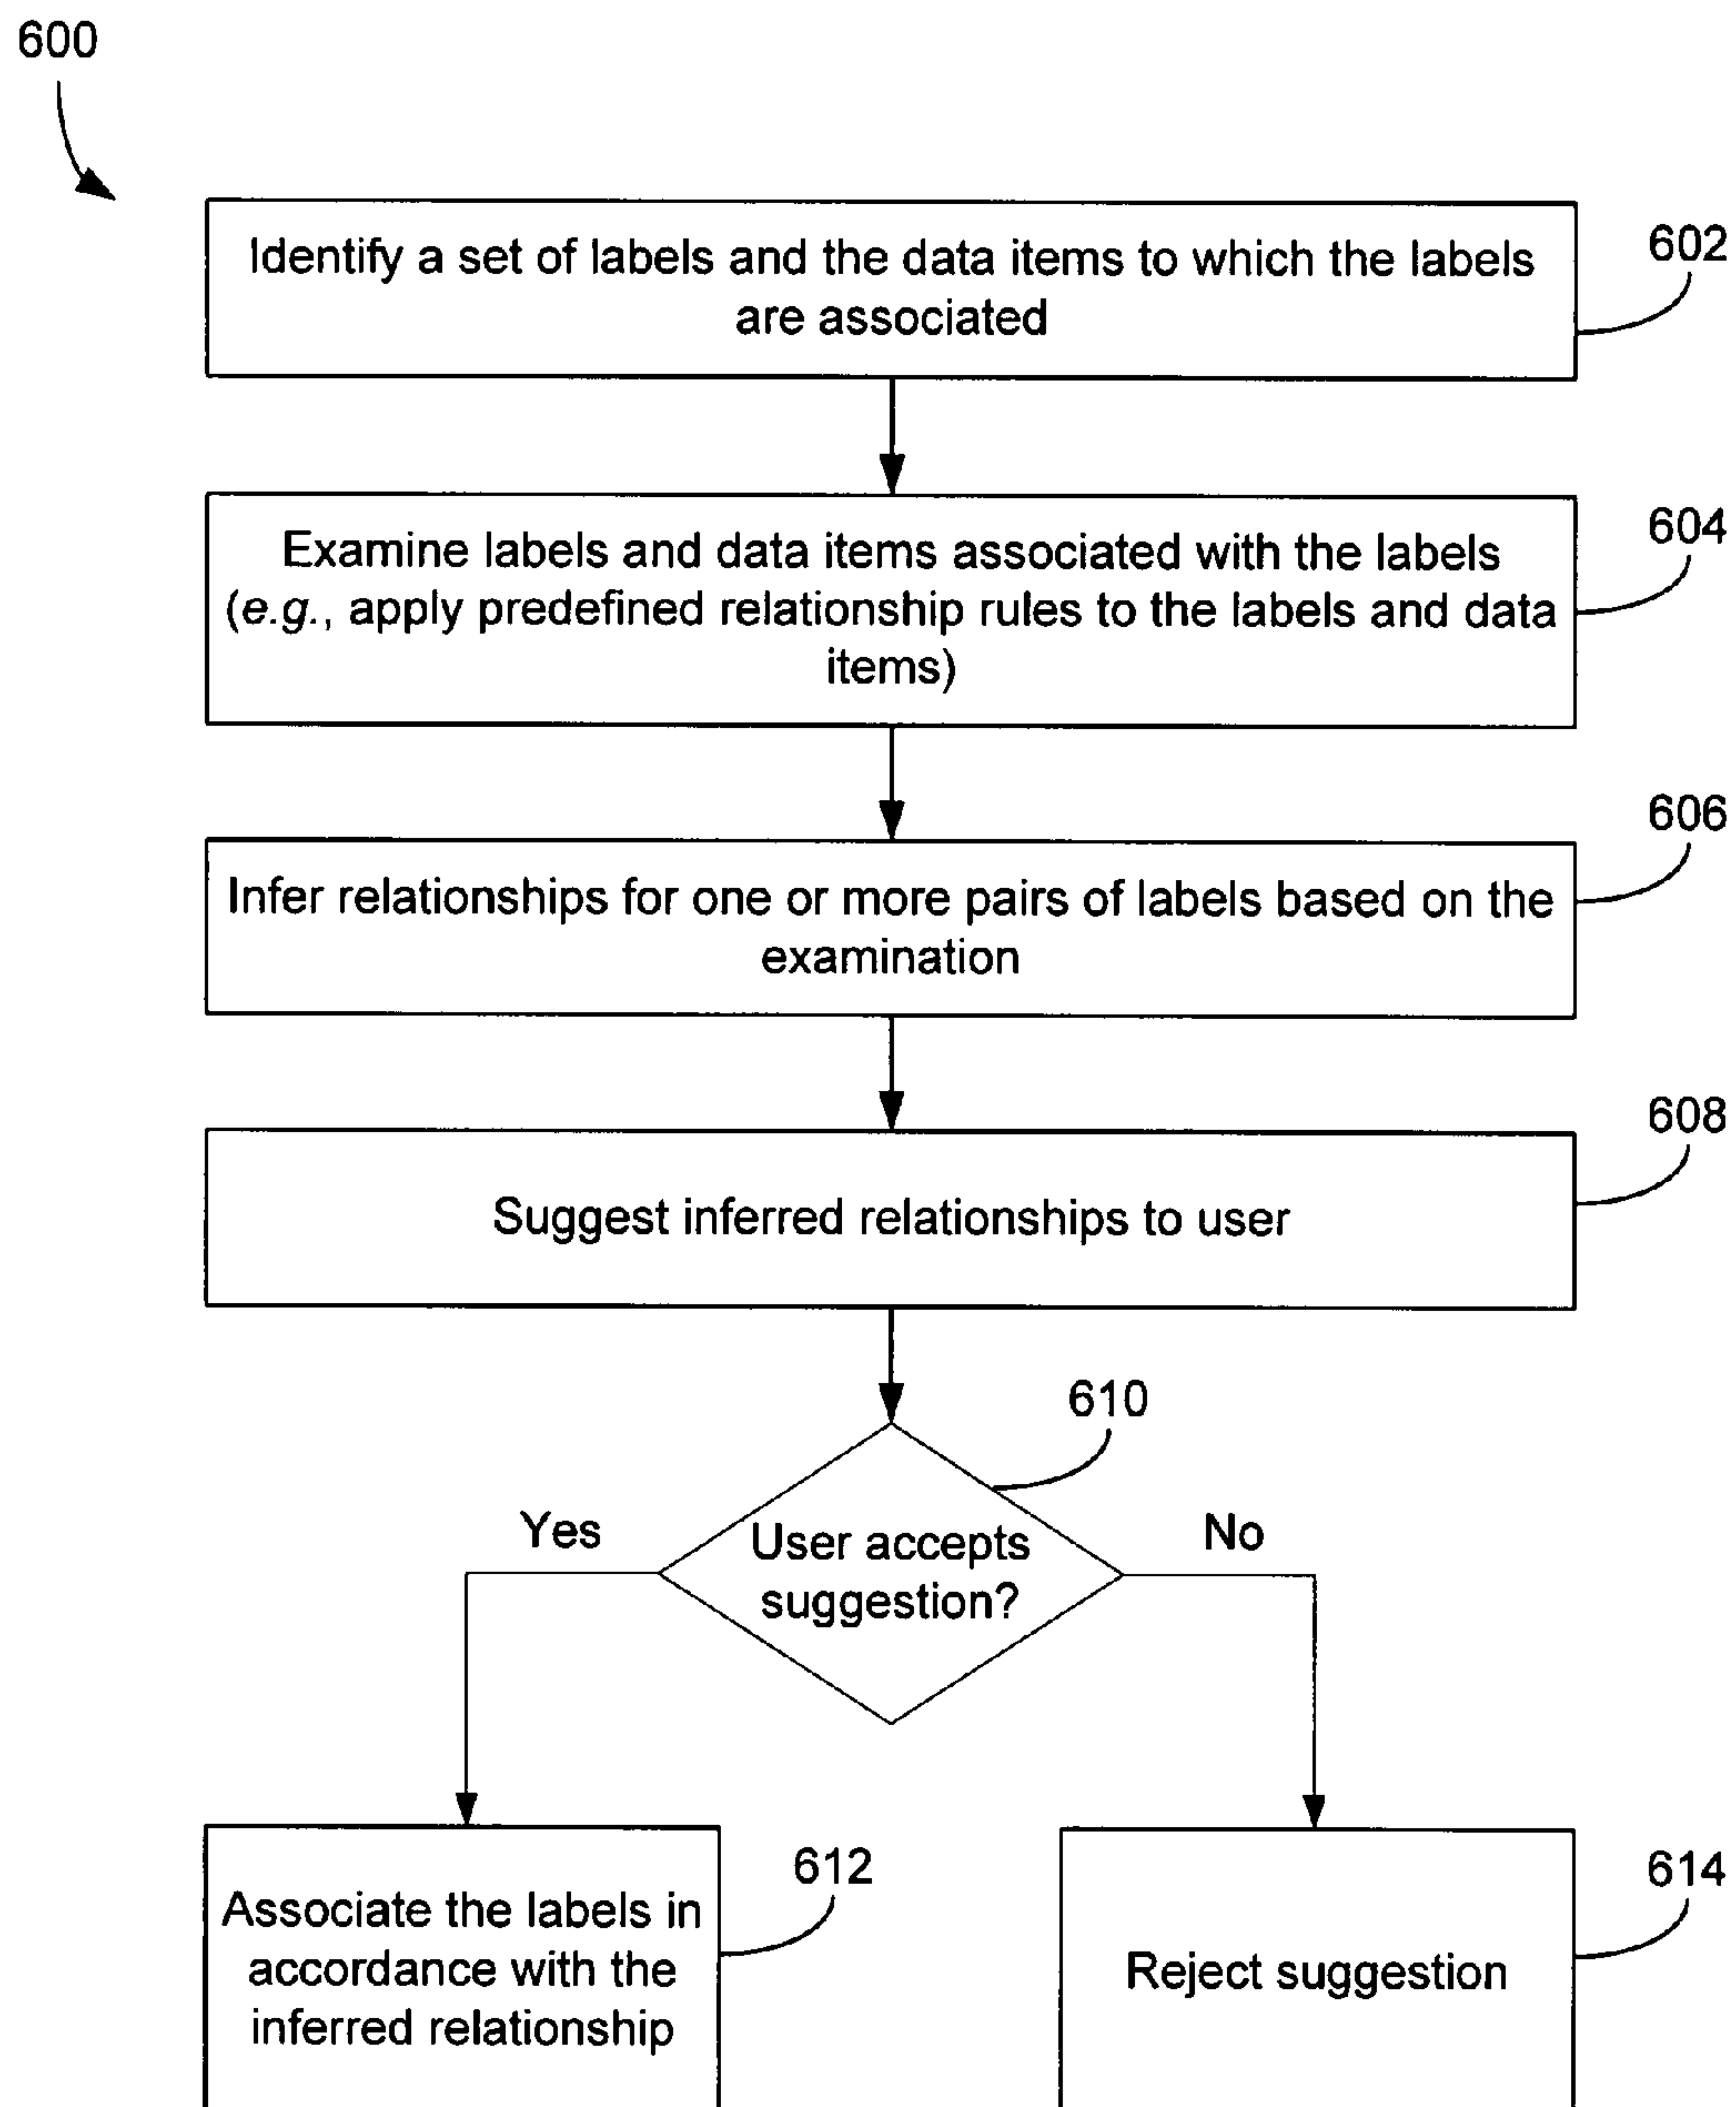 600
Identify a set of labels and the data items to which the labels
are associated
602
Examine labels and data items associated with the labels
(e.g., apply predefined relationship rules to the labels and data
items)
604
Infer relationships for one or more pairs of labels based on the
examination
606
Suggest inferred relationships to user
608
User accepts
suggestion?
610
Yes
No
Associate the labels in
accordance with the
inferred relationship
612
Reject suggestion
614